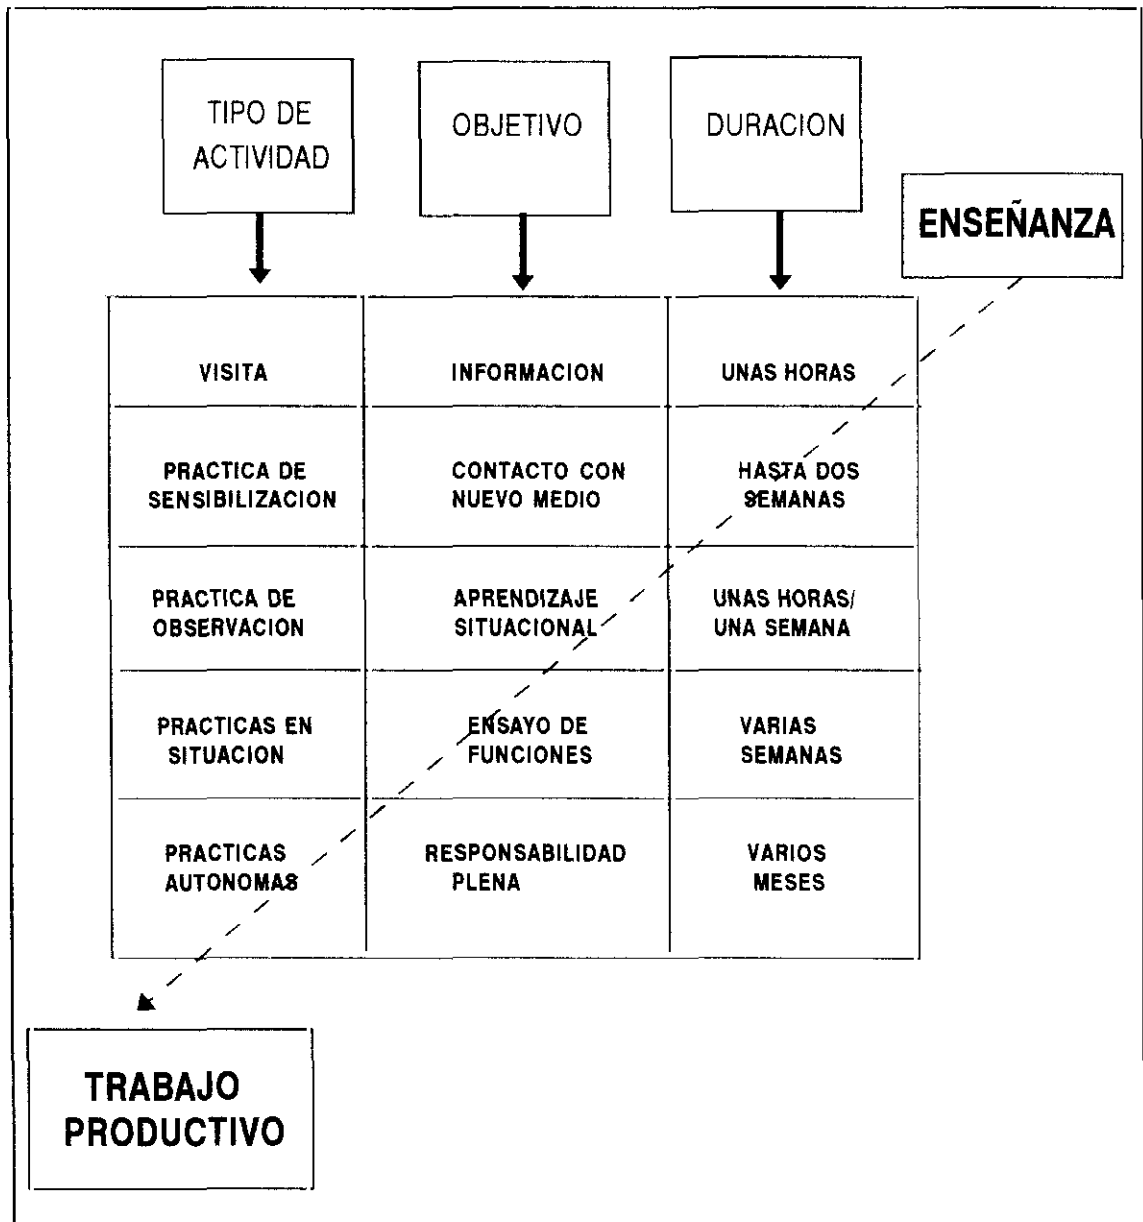 TIPO DE
ACTIVIDAD
OBJETIVO
DURACION
ENSEÑANZA
VISITA
INFORMACION
UNAS HORAS
PRACTICA DE
SENSIBILIZACION
CONTACTO CON
NUEVO MEDIO
HASTA DOS
SEMANAS
PRACTICA DE
OBSERVACION
APRENDIZAJE
SITUACIONAL
UNAS HORAS/
UNA SEMANA
PRACTICAS EN
SITUACION
ENSAYO DE
FUNCIONES
VARIAS
SEMANAS
PRACTICAS
AUTONOMAS
RESPONSABILIDAD
PLENA
VARIOS
MESES
TRABAJO
PRODUCTIVO